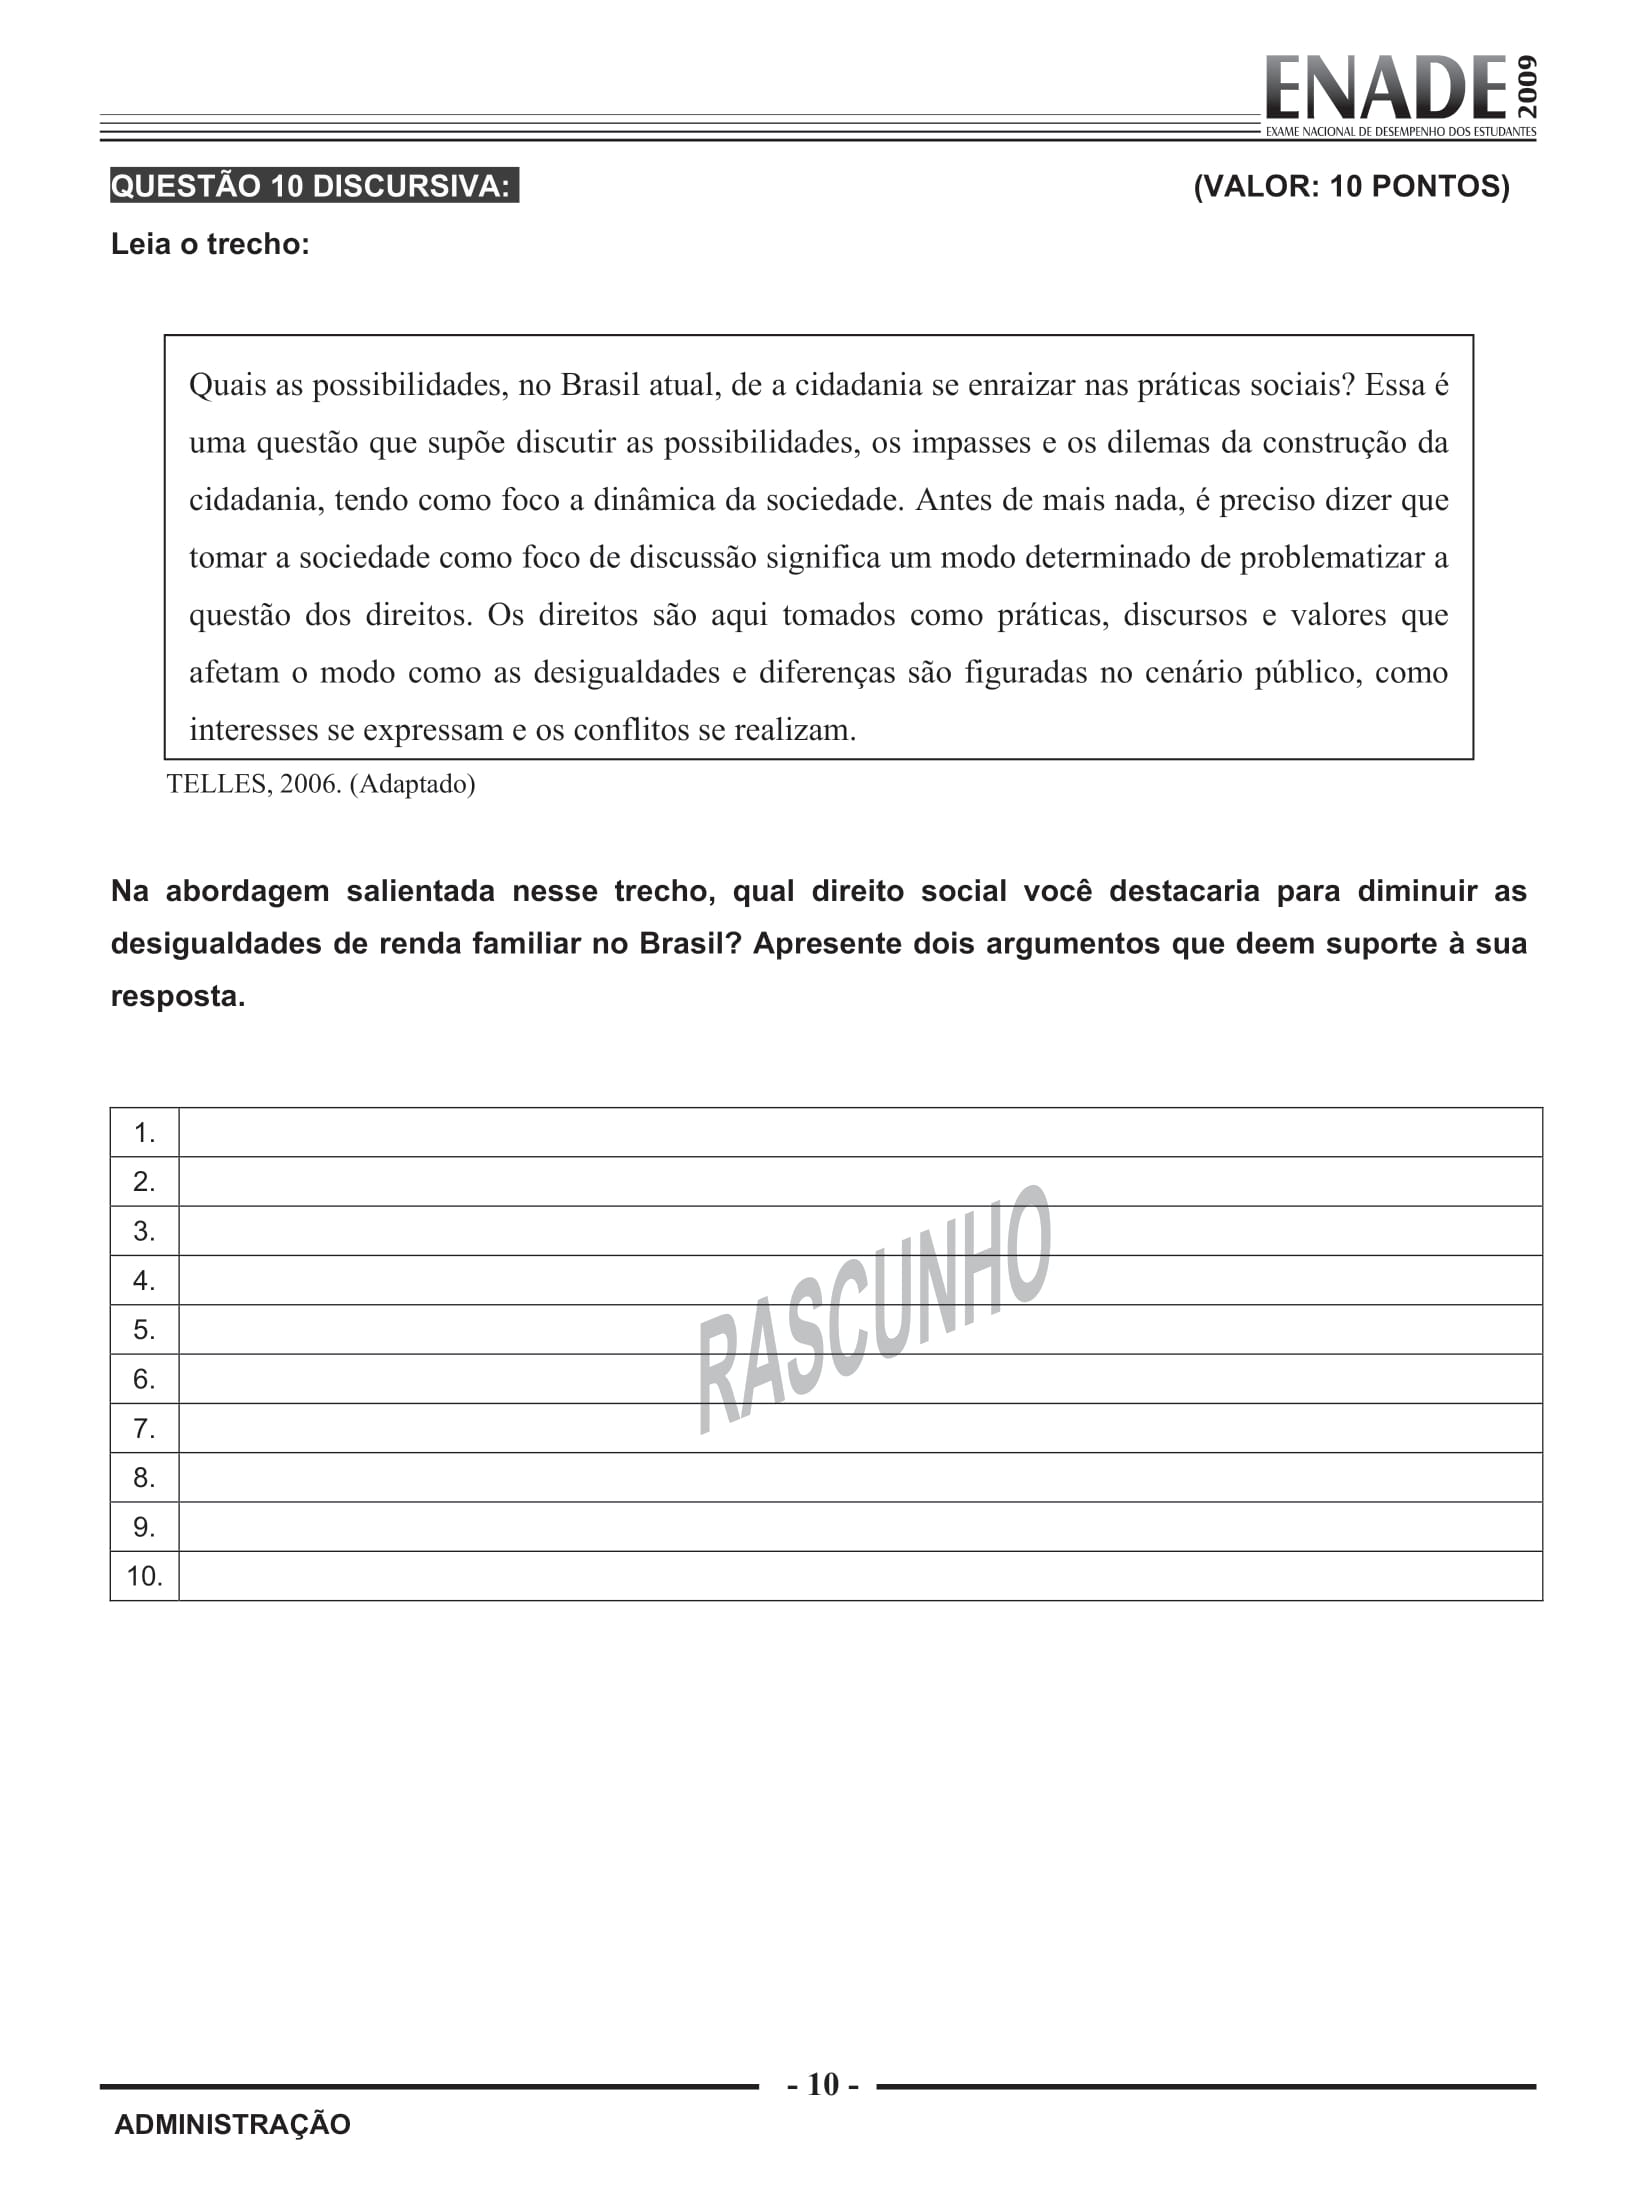 ENADE 2009
EXAME NACIONAL DE DESEMPENHO DOS ESTUDANTES
QUESTÃO 10 DISCURSIVA: (VALOR: 10 PONTOS)
Leia o trecho:
Quais as possibilidades, no Brasil atual, de a cidadania se enraizar nas práticas sociais? Essa é
uma questão que supõe discutir as possibilidades, os impasses e os dilemas da construção da
cidadania, tendo como foco a dinâmica da sociedade. Antes de mais nada, é preciso dizer que
tomar a sociedade como foco de discussão significa um modo determinado de problematizar a
questão dos direitos. Os direitos são aqui tomados como práticas, discursos e valores que
afetam o modo como as desigualdades e diferenças são figuradas no cenário público, como
interesses se expressam e os conflitos se realizam.
TELLES, 2006. (Adaptado)
Na abordagem salientada nesse trecho, qual direito social você destacaria para diminuir as
desigualdades de renda familiar no Brasil? Apresente dois argumentos que deem suporte à sua
resposta.
1.
2.
3.
4.
5.
6.
7.
8.
9.
10.
RASCUNHO
- 10 -
ADMINISTRAÇÃO